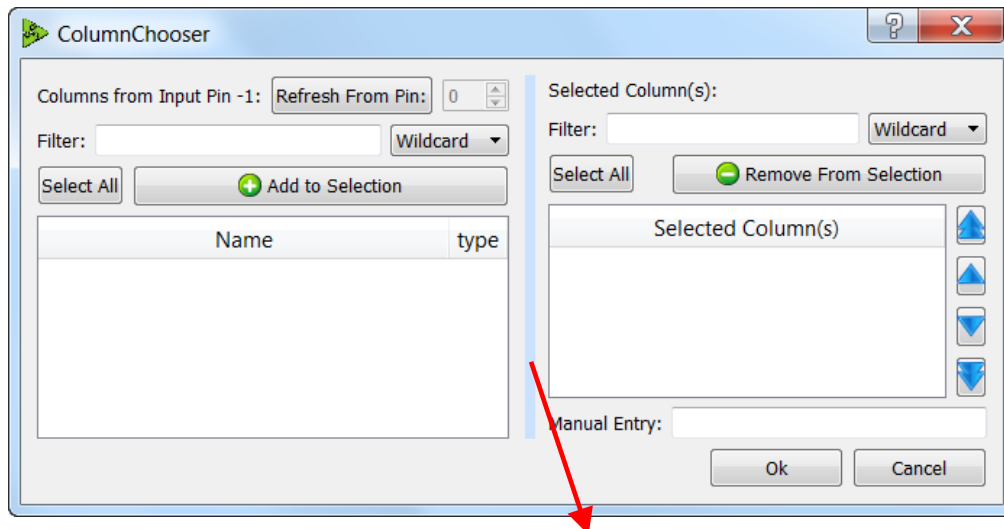 ColumnChooser
Columns from Input Pin -1: Refresh From Pin: 0
Filter: Wildcard
Select All Add to Selection
Name type
Selected Column(s):
Filter: Wildcard
Select All Remove From Selection
Selected Column(s)
Manual Entry:
Ok Cancel